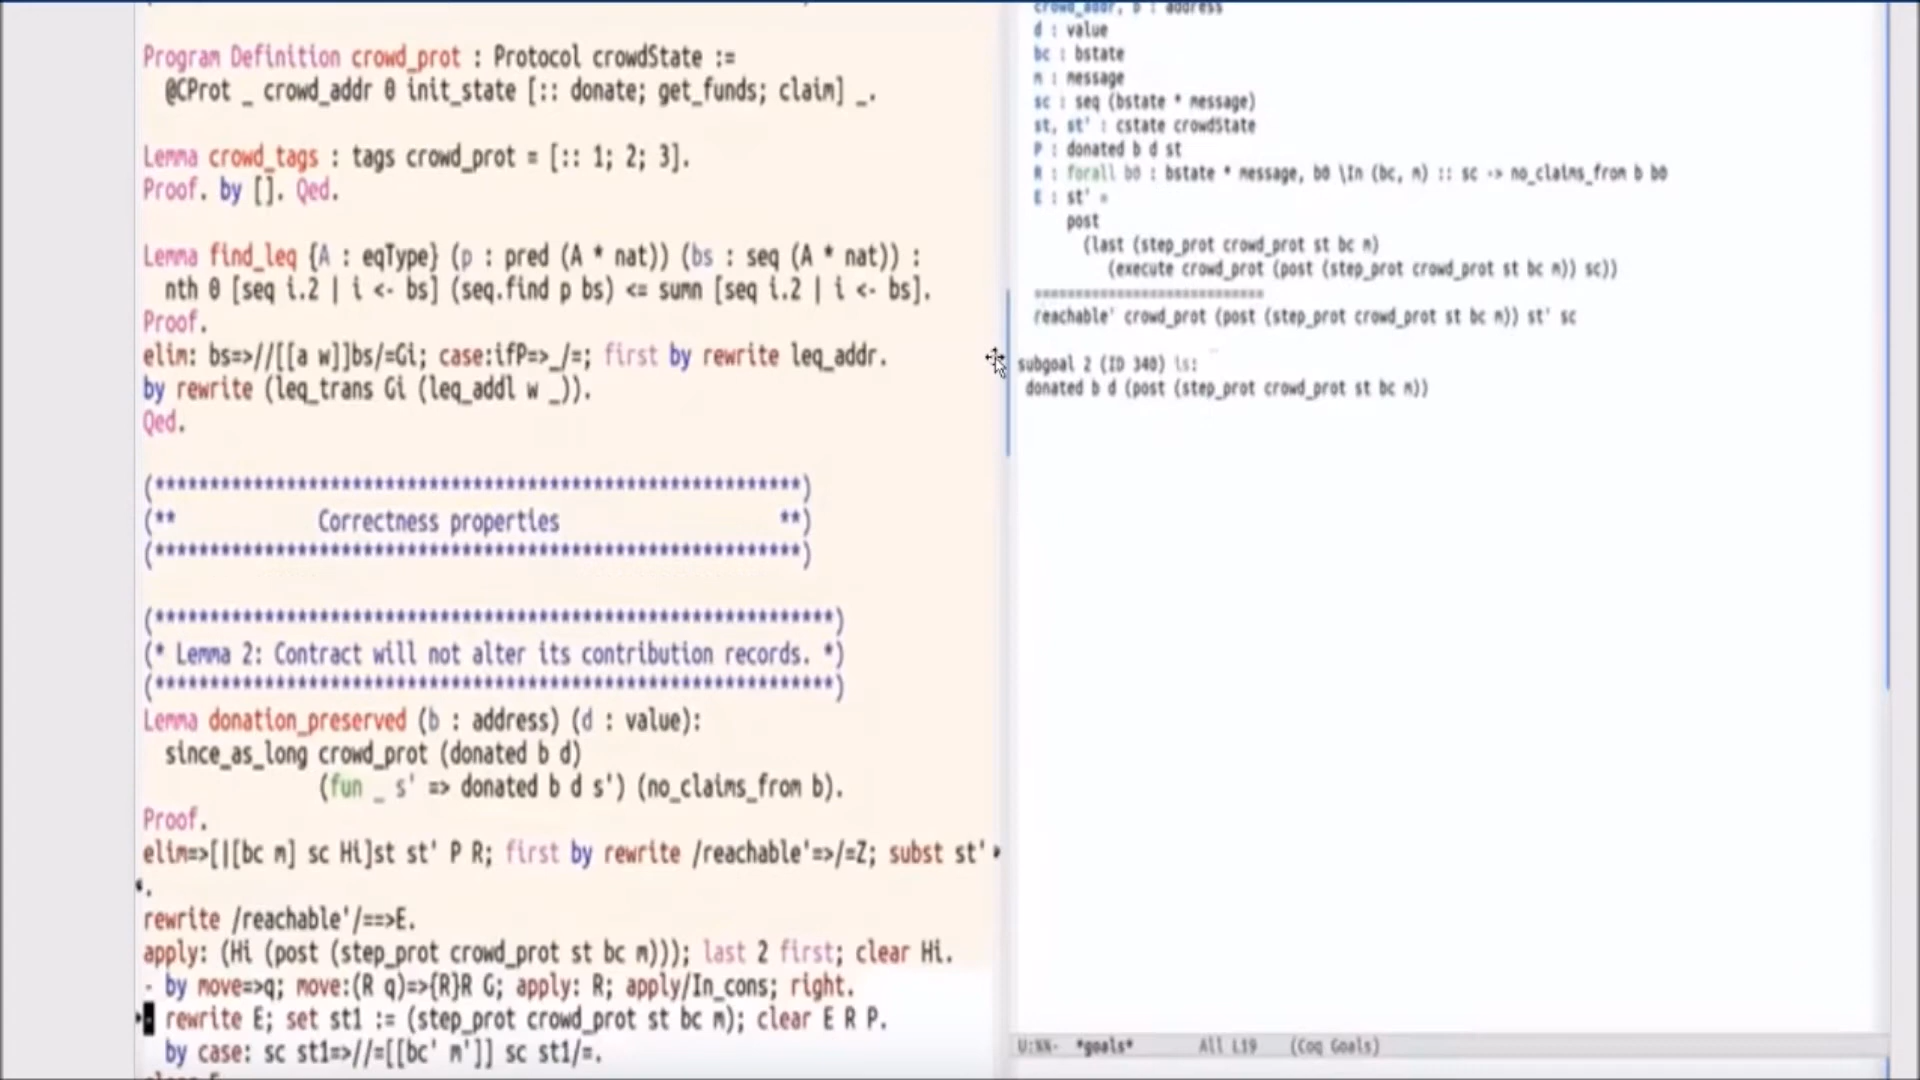 Program Definition crowd_prot : Protocol crowdState :=
@CProt _ crowd_addr 0 init_state [:: donate; get_funds; claim] _.
Lemma crowd_tags : tags crowd_prot = [:: 1; 2; 3].
Proof. by []. Qed.
Lemma find_leq {A : eqType} (p : pred (A * nat)) (bs : seq (A * nat)) :
nth 0 [seq i.2 | i <- bs] (seq.find p bs) <= sumn [seq i.2 | i <- bs].
Proof.
elim: bs=>//[[a w]]bs/=Gi; case:ifP=>_/=; first by rewrite leq_addr.
by rewrite (leq_trans Gi (leq_addl w _)).
Qed.
(***********************************************************)
(** Correctness properties **)
(***********************************************************)
(**************************************************************)
(* Lemma 2: Contract will not alter its contribution records. *)
(**************************************************************)
Lemma donation_preserved (b : address) (d : value):
since_as_long crowd_prot (donated b d)
(fun _ s' => donated b d s') (no_claims_from b).
Proof.
elim=>[|[bc m] sc Hi]st st' P R; first by rewrite /reachable'=>/=Z; subst st'
.
rewrite /reachable'/==>E.
apply: (Hi (post (step_prot crowd_prot st bc m))); last 2 first; clear Hi.
- by move=>q; move:(R q)=>{R}R G; apply: R; apply/In_cons; right.
- rewrite E; set st1 := (step_prot crowd_prot st bc m); clear E R P.
by case: sc st1=>//=[[bc' m']] sc st1/=.
crowd_addr, b : address
d : value
bc : bstate
m : message
sc : seq (bstate * message)
st, st' : cstate crowdState
P : donated b d st
R : forall b0 : bstate * message, b0 \In (bc, m) :: sc -> no_claims_from b b0
E : st' =
post
(last (step_prot crowd_prot st bc m)
(execute crowd_prot (post (step_prot crowd_prot st bc m)) sc))
============================
reachable' crowd_prot (post (step_prot crowd_prot st bc m)) st' sc
subgoal 2 (ID 340) is:
donated b d (post (step_prot crowd_prot st bc m))
U:%%- *goals* All L19 (Coq Goals)